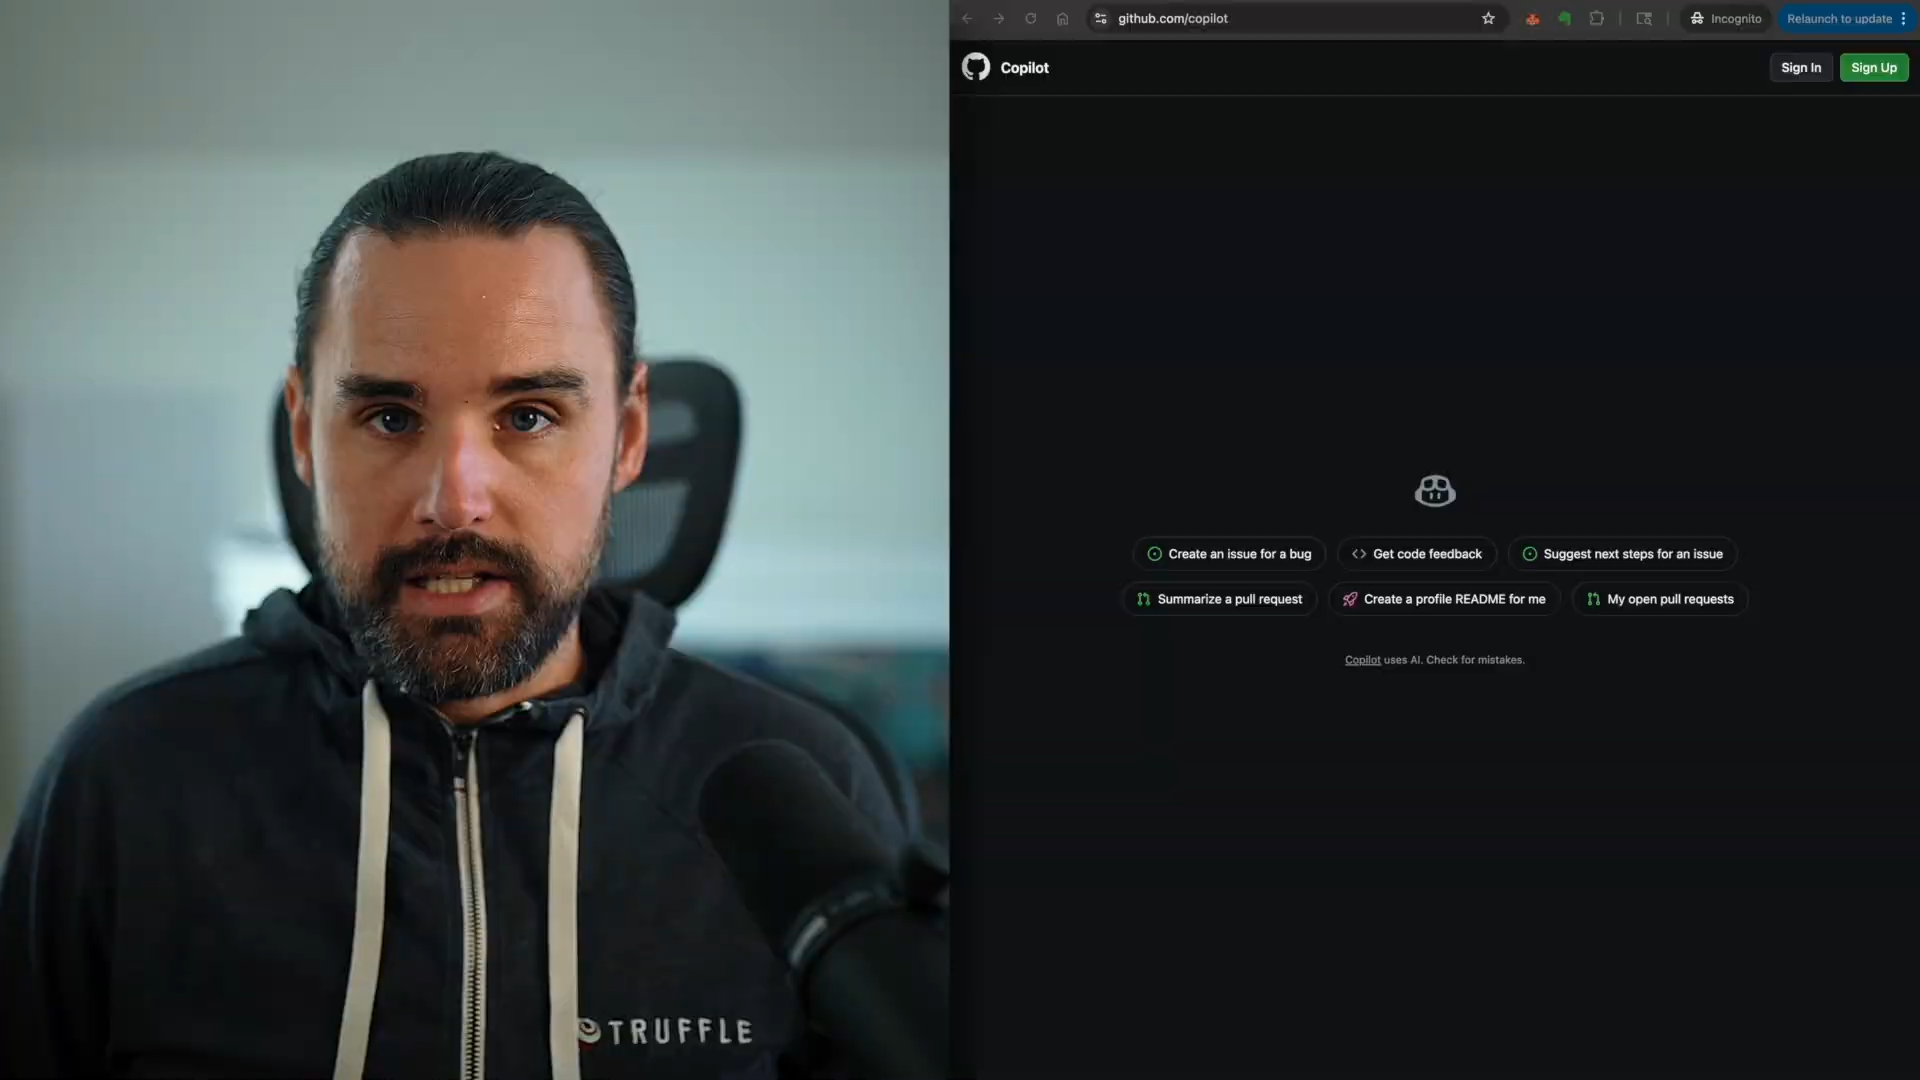 github.com/copilot
Incognito
Relaunch to update
Copilot
Sign In
Sign Up
Create an issue for a bug
Get code feedback
Suggest next steps for an issue
Summarize a pull request
Create a profile README for me
My open pull requests
Copilot uses AI. Check for mistakes.
TRUFFLE